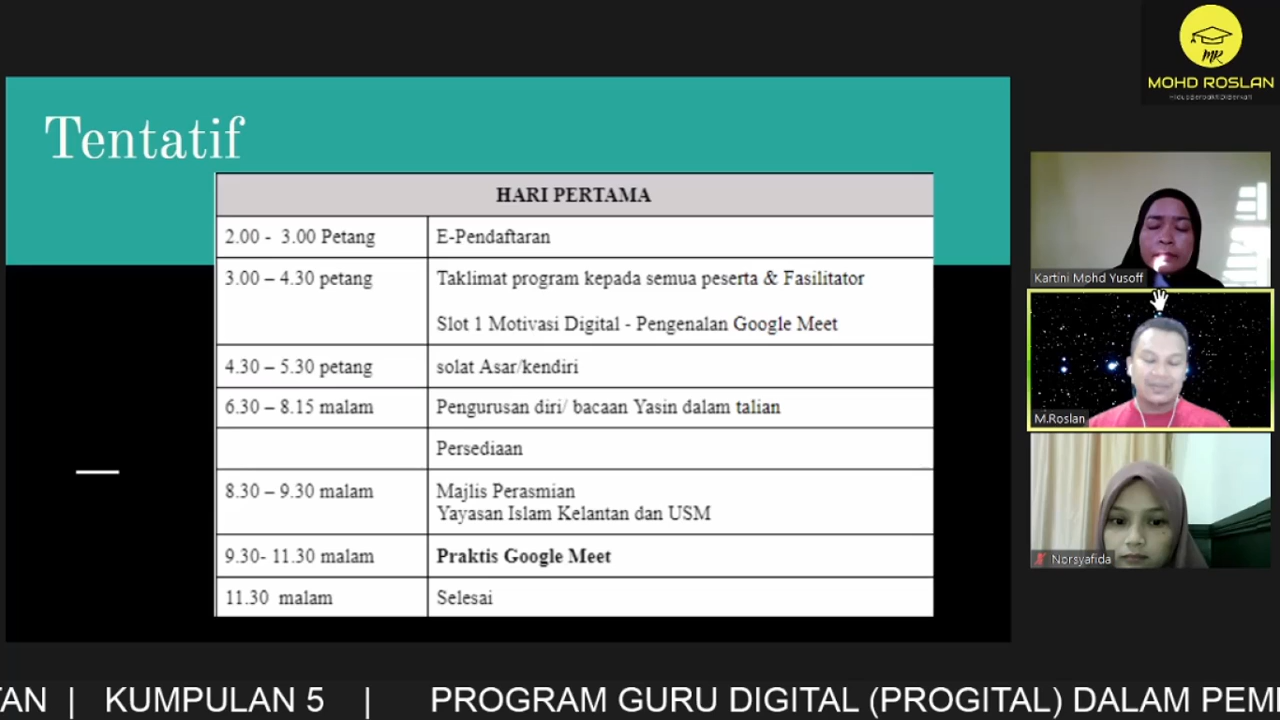 MR
MOHD ROSLAN
Tentatif
HARI PERTAMA
2.00 - 3.00 Petang E-Pendaftaran
3.00 – 4.30 petang Taklimat program kepada semua peserta & Fasilitator
Slot 1 Motivasi Digital - Pengenalan Google Meet
4.30 – 5.30 petang solat Asar/kendiri
6.30 – 8.15 malam Pengurusan diri/ bacaan Yasin dalam talian
Persediaan
8.30 – 9.30 malam Majlis Perasmian
Yayasan Islam Kelantan dan USM
9.30- 11.30 malam Praktis Google Meet
11.30 malam Selesai
Kartini Mohd Yusoff
M.Roslan
Norsyafida
TAN | KUMPULAN 5 | PROGRAM GURU DIGITAL (PROGITAL) DALAM PEM